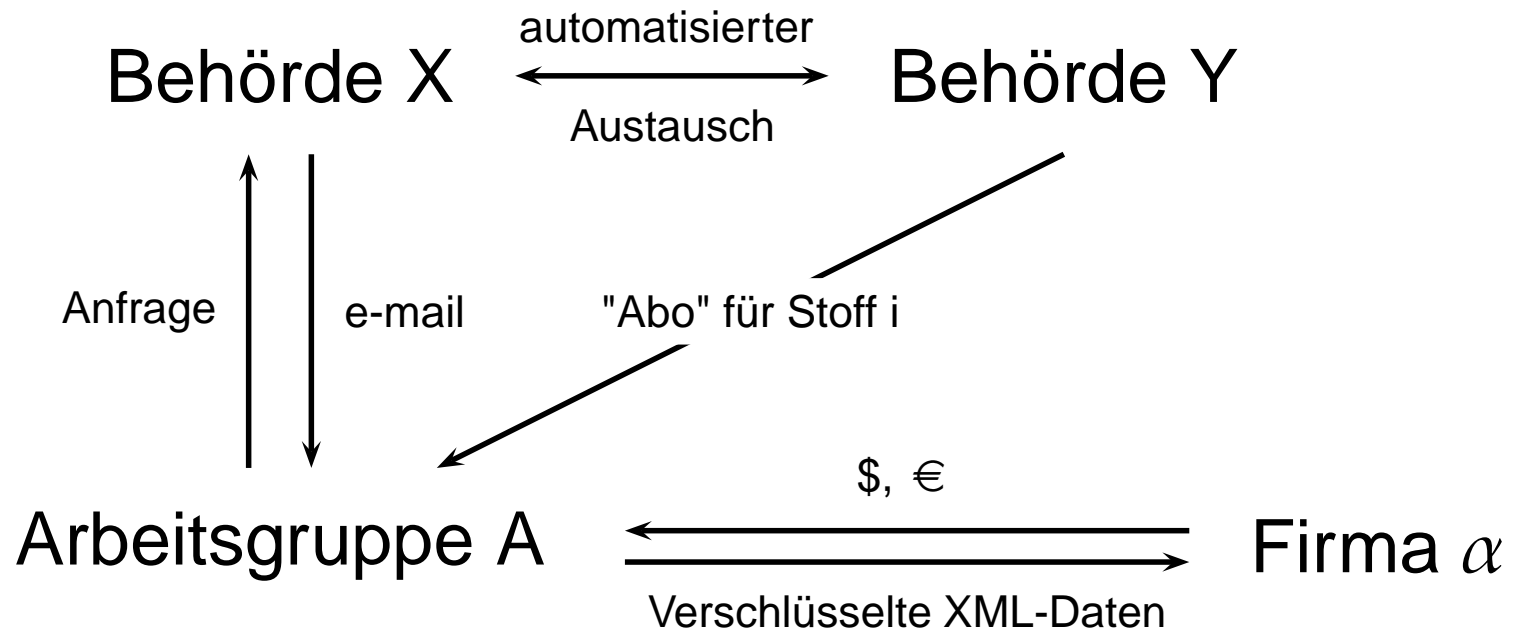 automatisierter
Behörde X
Behörde Y
Austausch
Anfrage
e-mail
"Abo" für Stoff i
$, €
Arbeitsgruppe A
Firma α
Verschlüsselte XML-Daten